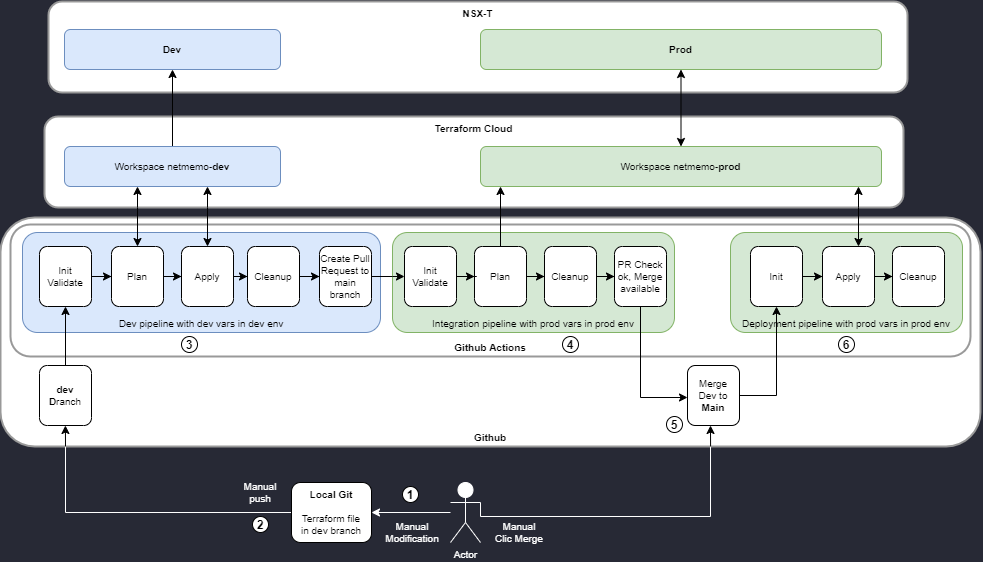 NSX-T
Dev
Prod
Terraform Cloud
Workspace netmemo-dev
Workspace netmemo-prod
Init
Validate
Plan
Apply
Cleanup
Create Pull
Request to
main
branch
Dev pipeline with dev vars in dev env
3
Init
Validate
Plan
Cleanup
PR Check
ok, Merge
available
Integration pipeline with prod vars in prod env
4
Init
Apply
Cleanup
Deployment pipeline with prod vars in prod env
6
Github Actions
dev
Dranch
Merge
Dev to
Main
5
Github
Manual
push
2
Local Git
Terraform file
in dev branch
1
Manual
Modification
Actor
Manual
Clic Merge